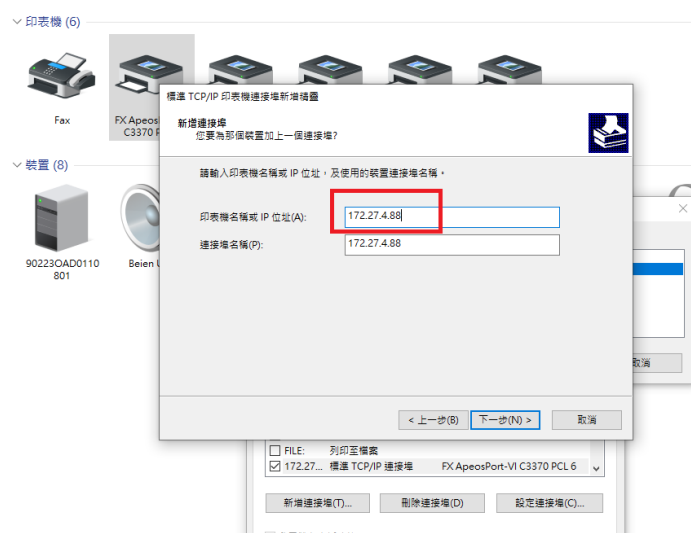 印表機 (6)
Fax
FX Apeos
C3370 P
裝置 (8)
90223OAD0110
801
Beien U
標準 TCP/IP 印表機連接埠新增精靈
新增連接埠
您要為那個裝置加上一個連接埠?
請輸入印表機名稱或 IP 位址，及使用的裝置連接埠名稱。
印表機名稱或 IP 位址(A):
172.27.4.88
連接埠名稱(P):
172.27.4.88
< 上一步(B)
下一步(N) >
取消
取消
FILE:
列印至檔案
172.27...
標準 TCP/IP 連接埠
FX ApeosPort-VI C3370 PCL 6
新增連接埠(T)...
刪除連接埠(D)
設定連接埠(C)...